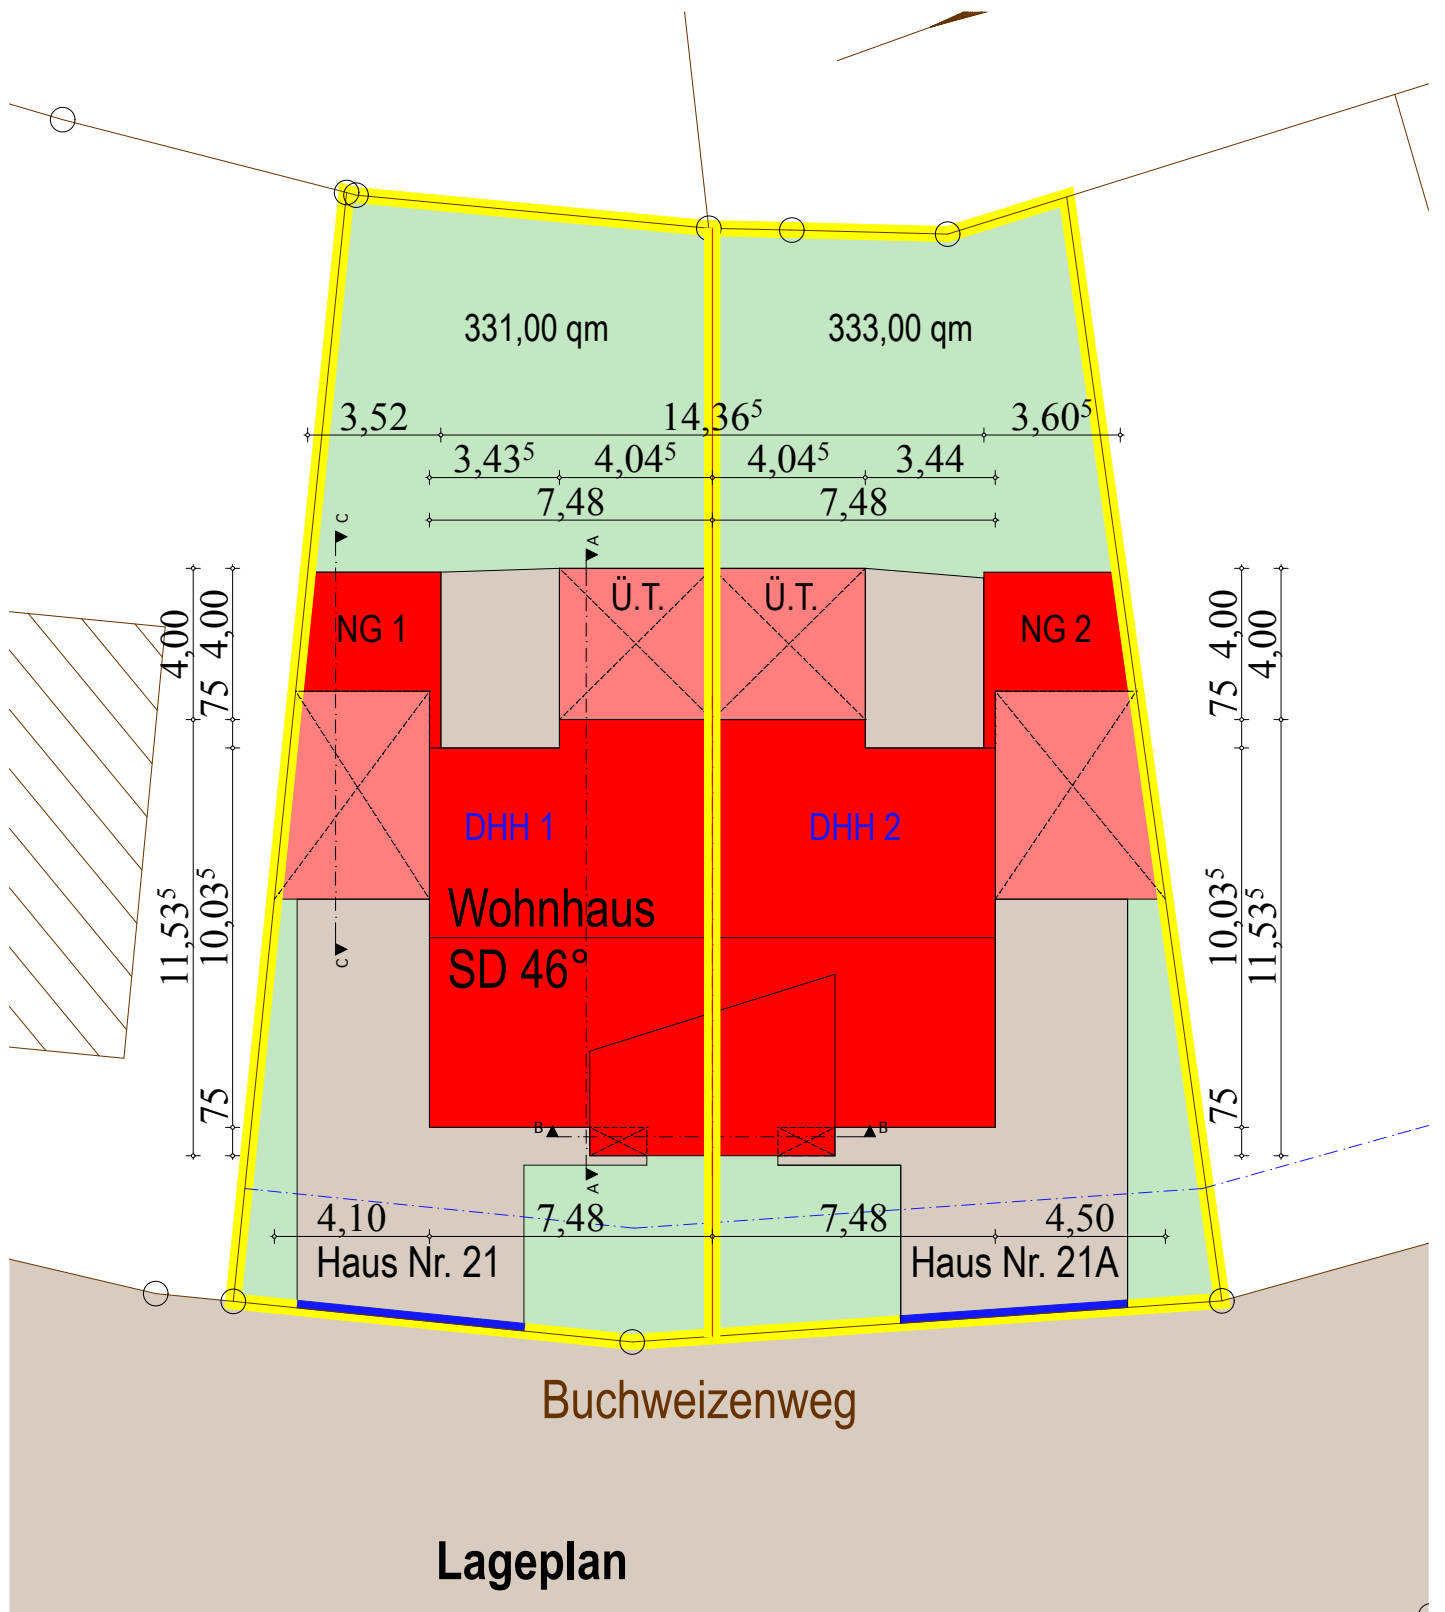 331,00 qm 333,00 qm
3,52 14,36⁵ 3,60⁵
3,43⁵ 4,04⁵ 4,04⁵ 3,44
7,48 7,48
C
A
Ü.T. Ü.T.
NG 1 NG 2
4,00 4,00 4,00 4,00
75 75
DHH 1 DHH 2
Wohnhaus
SD 46°
11,53⁵ 10,03⁵ 10,03⁵ 11,53⁵
C
75 75
B B
A
4,10 7,48 7,48 4,50
Haus Nr. 21 Haus Nr. 21A
Buchweizenweg
Lageplan